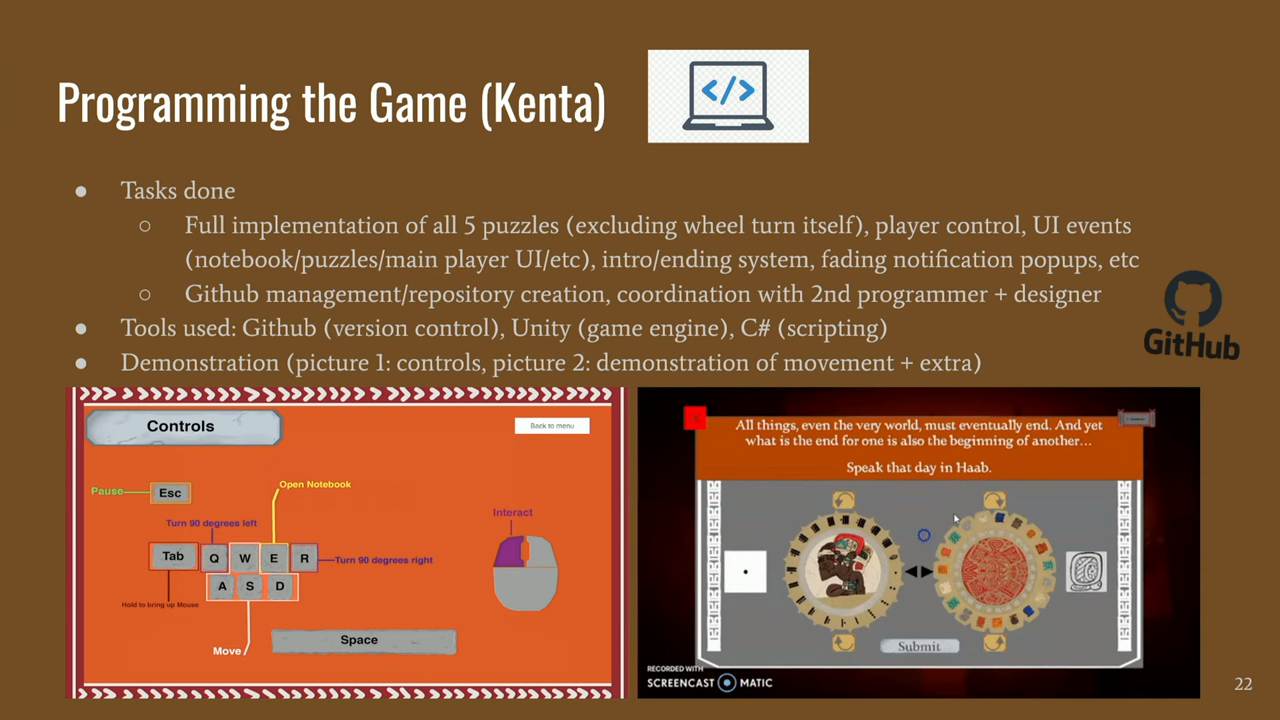 Programming the Game (Kenta)
</>
● Tasks done
○ Full implementation of all 5 puzzles (excluding wheel turn itself), player control, UI events
(notebook/puzzles/main player UI/etc), intro/ending system, fading notification popups, etc
○ Github management/repository creation, coordination with 2nd programmer + designer
GitHub
● Tools used: Github (version control), Unity (game engine), C# (scripting)
● Demonstration (picture 1: controls, picture 2: demonstration of movement + extra)
Controls
Back to menu
Open Notebook
Pause
Esc
Turn 90 degrees left
Interact
Tab Q W E R
Turn 90 degrees right
A S D
Hold to bring up Mouse
Space
Move
All things, even the very world, must eventually end. And yet
what is the end for one is also the beginning of another...
Speak that day in Haab.
Submit
RECORDED WITH
SCREENCAST MATIC
22